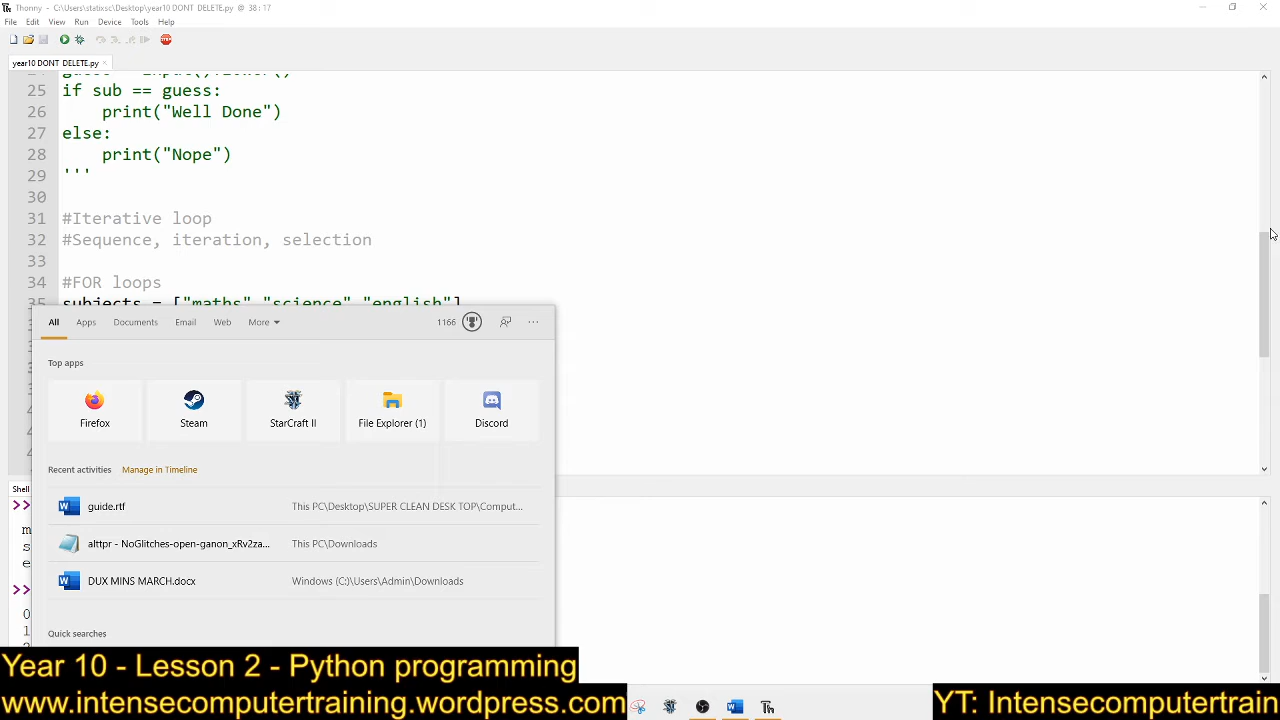 Thonny - C:\Users\statixsc\Desktop\year10 DONT DELETE.py @ 38 : 17
File Edit View Run Device Tools Help
STOP
year10 DONT DELETE.py ×
25 if sub == guess:
26 print("Well Done")
27 else:
28 print("Nope")
29 '''
30
31 #Iterative loop
32 #Sequence, iteration, selection
33
34 #FOR loops
35 subjects = ["maths" "science" "english"]
All Apps Documents Email Web More 1166 ...
Top apps
Firefox Steam StarCraft II File Explorer (1) Discord
Recent activities Manage in Timeline
guide.rtf This PC\Desktop\SUPER CLEAN DESK TOP\Comput...
alttpr - NoGlitches-open-ganon_xRv2za... This PC\Downloads
DUX MINS MARCH.docx Windows (C:)\Users\Admin\Downloads
Quick searches
Shell
>>
m
s
e
>>
0
1
Year 10 - Lesson 2 - Python programming
www.intensecomputertraining.wordpress.com
YT: Intensecomputertrain